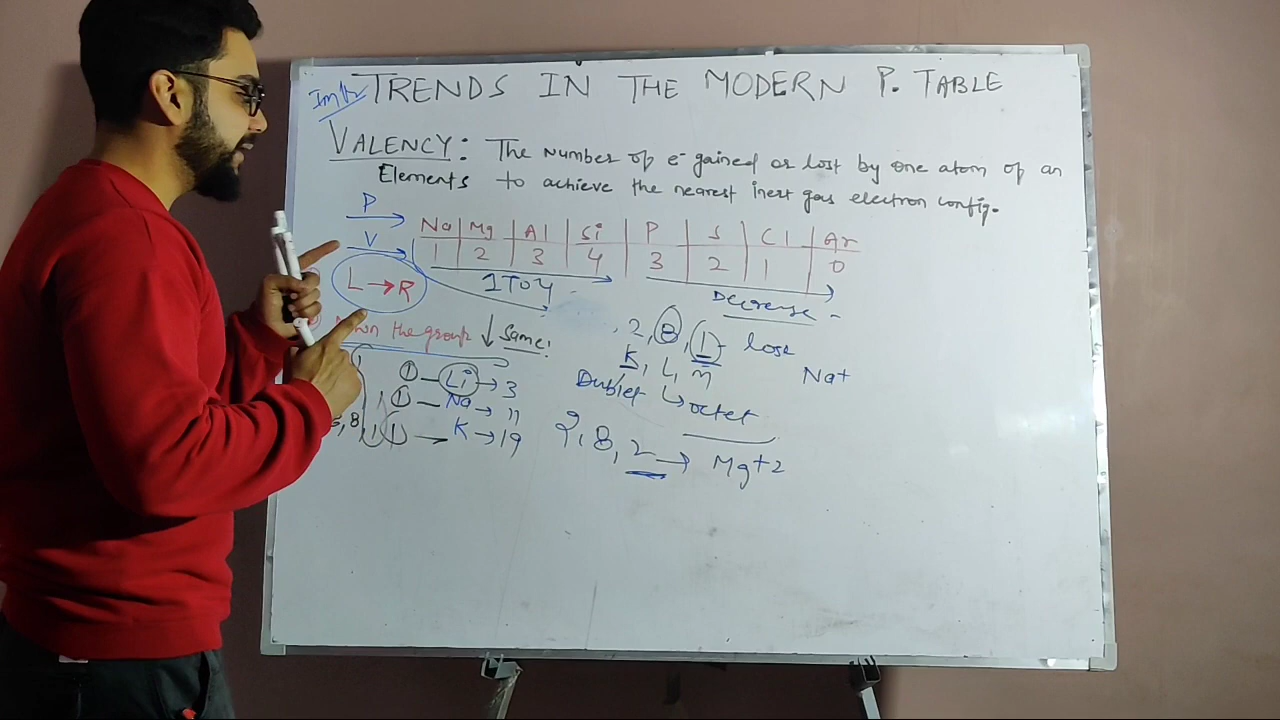 TRENDS IN THE MODERN P. TABLE
VALENCY: The Number of e⁻ gained or lost by one atom of an
Elements to achieve the nearest inert gas electron config.
P
V
Na Mg Al Si P S Cl Ar
1 2 3 4 3 2 1 0
L → R
1 To 4
Decrease -
the group ↓ Same!
, 2, 8, 1 - lost
K, L, M
Na+
Duplet ↳ octet
① - Li → 3
① - Na → 11
, 8, 1 — K → 19
2, 8, 2 → Mg+2